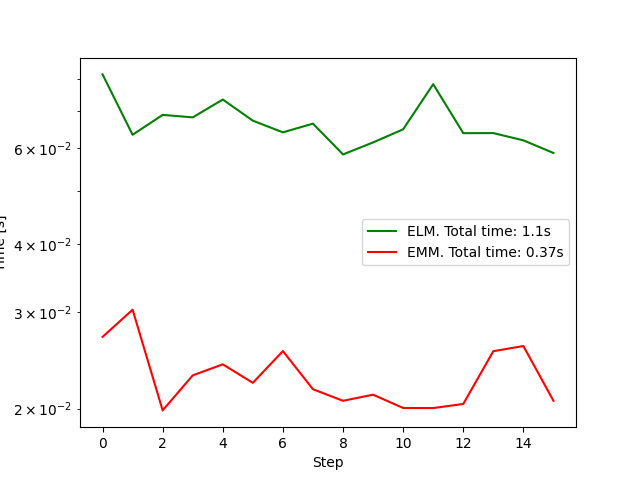 6 × 10⁻²
4 × 10⁻²
3 × 10⁻²
2 × 10⁻²
Time [s]
ELM. Total time: 1.1s
EMM. Total time: 0.37s
0 2 4 6 8 10 12 14
Step